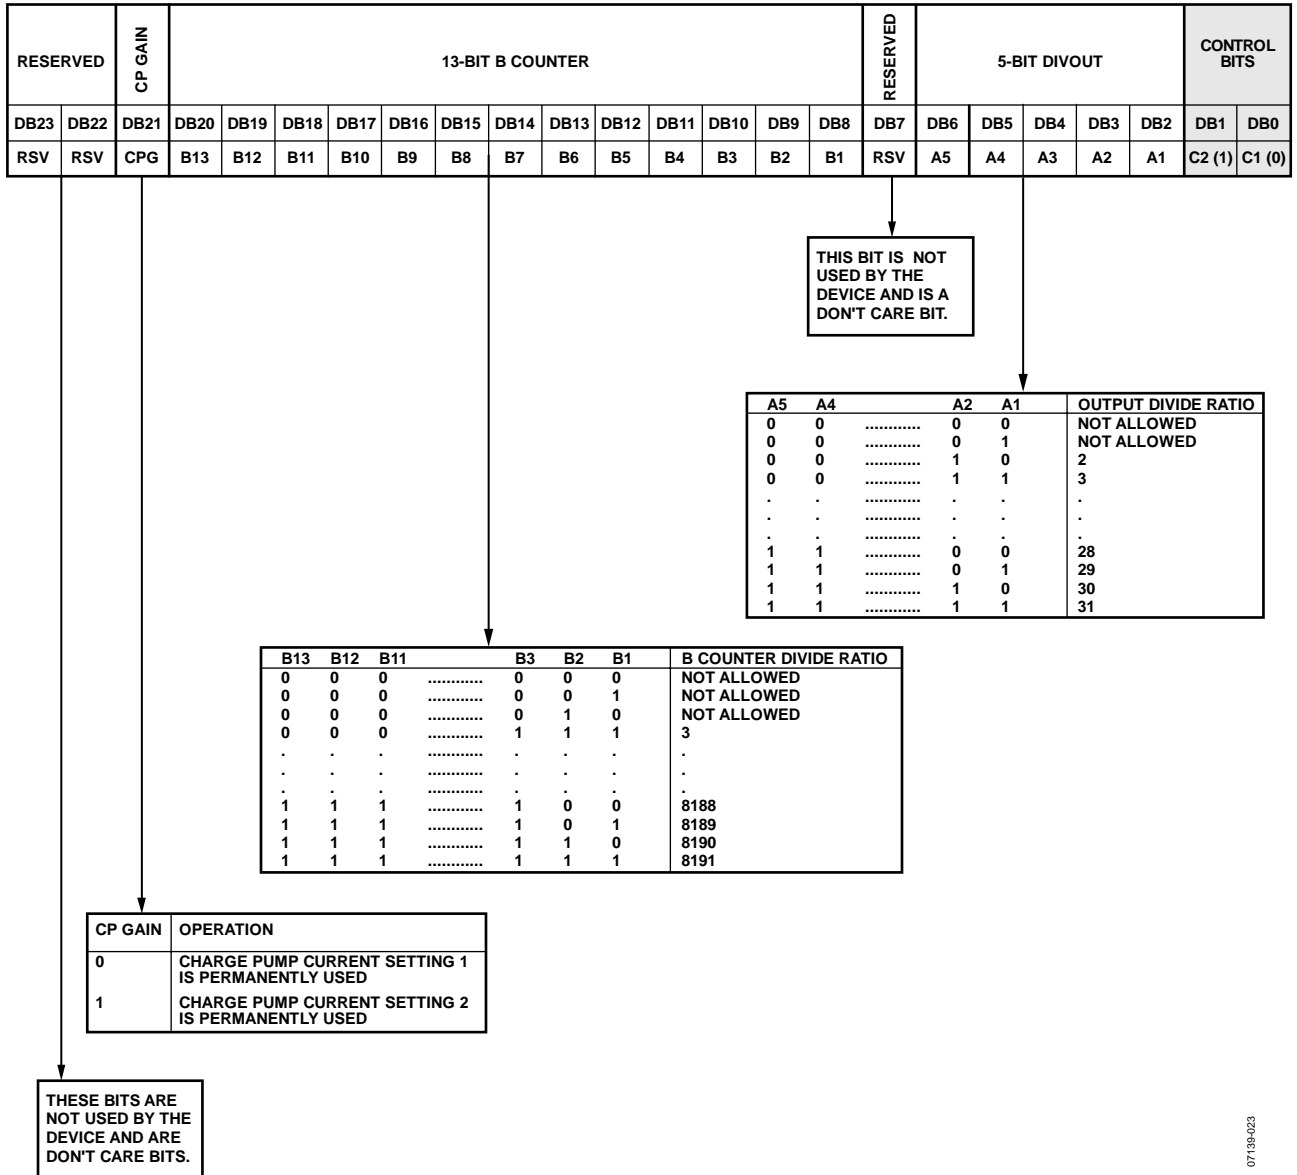 RESERVED CP GAIN 13-BIT B COUNTER RESERVED 5-BIT DIVOUT CONTROL BITS
DB23 DB22 DB21 DB20 DB19 DB18 DB17 DB16 DB15 DB14 DB13 DB12 DB11 DB10 DB9 DB8 DB7 DB6 DB5 DB4 DB3 DB2 DB1 DB0
RSV RSV CPG B13 B12 B11 B10 B9 B8 B7 B6 B5 B4 B3 B2 B1 RSV A5 A4 A3 A2 A1 C2 (1) C1 (0)
THIS BIT IS NOT
USED BY THE
DEVICE AND IS A
DON'T CARE BIT.
A5 A4 A2 A1 OUTPUT DIVIDE RATIO
0 0 ............ 0 0 NOT ALLOWED
0 0 ............ 0 1 NOT ALLOWED
0 0 ............ 1 0 2
0 0 ............ 1 1 3
. . ............ . . .
. . ............ . . .
. . ............ . . .
1 1 ............ 0 0 28
1 1 ............ 0 1 29
1 1 ............ 1 0 30
1 1 ............ 1 1 31
B13 B12 B11 B3 B2 B1 B COUNTER DIVIDE RATIO
0 0 0 ............ 0 0 0 NOT ALLOWED
0 0 0 ............ 0 0 1 NOT ALLOWED
0 0 0 ............ 0 1 0 NOT ALLOWED
0 0 0 ............ 1 1 1 3
. . . ............ . . . .
. . . ............ . . . .
. . . ............ . . . .
1 1 1 ............ 1 0 0 8188
1 1 1 ............ 1 0 1 8189
1 1 1 ............ 1 1 0 8190
1 1 1 ............ 1 1 1 8191
CP GAIN OPERATION
0 CHARGE PUMP CURRENT SETTING 1
IS PERMANENTLY USED
1 CHARGE PUMP CURRENT SETTING 2
IS PERMANENTLY USED
THESE BITS ARE
NOT USED BY THE
DEVICE AND ARE
DON'T CARE BITS.
07139-023